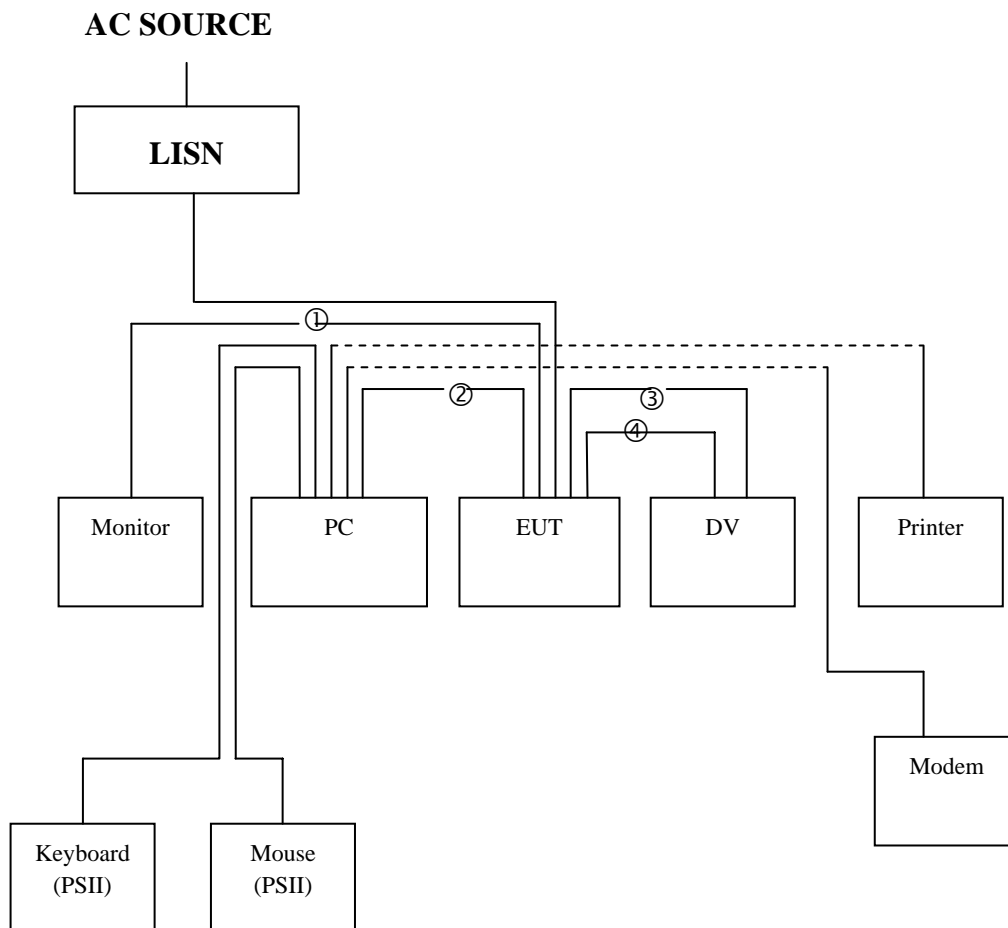 AC SOURCE
LISN
①
②
③
④
Monitor
PC
EUT
DV
Printer
Modem
Keyboard
(PSII)
Mouse
(PSII)